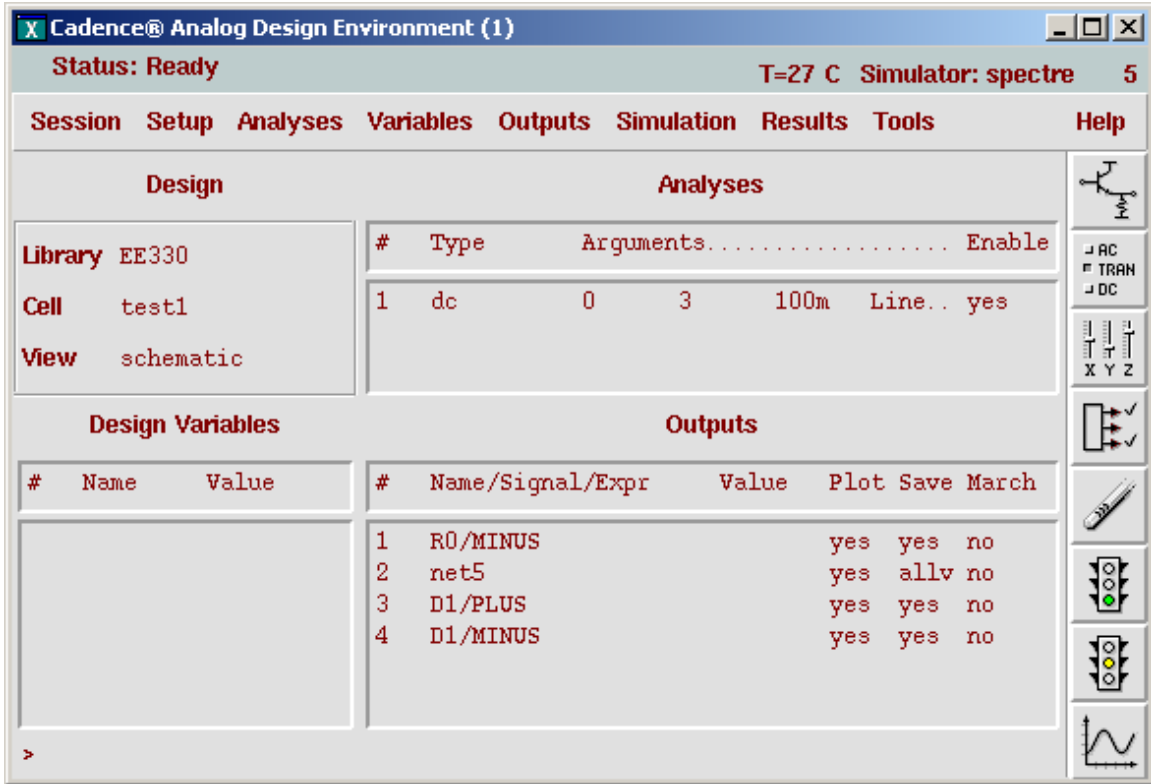 X Cadence® Analog Design Environment (1)
Status: Ready T=27 C Simulator: spectre 5
Session Setup Analyses Variables Outputs Simulation Results Tools Help
Design
Library EE330
Cell test1
View schematic
Analyses
# Type Arguments................... Enable
1 dc 0 3 100m Line.. yes
Design Variables
# Name Value
Outputs
# Name/Signal/Expr Value Plot Save March
1 R0/MINUS yes yes no
2 net5 yes allv no
3 D1/PLUS yes yes no
4 D1/MINUS yes yes no
AC
TRAN
DC
X Y Z
>